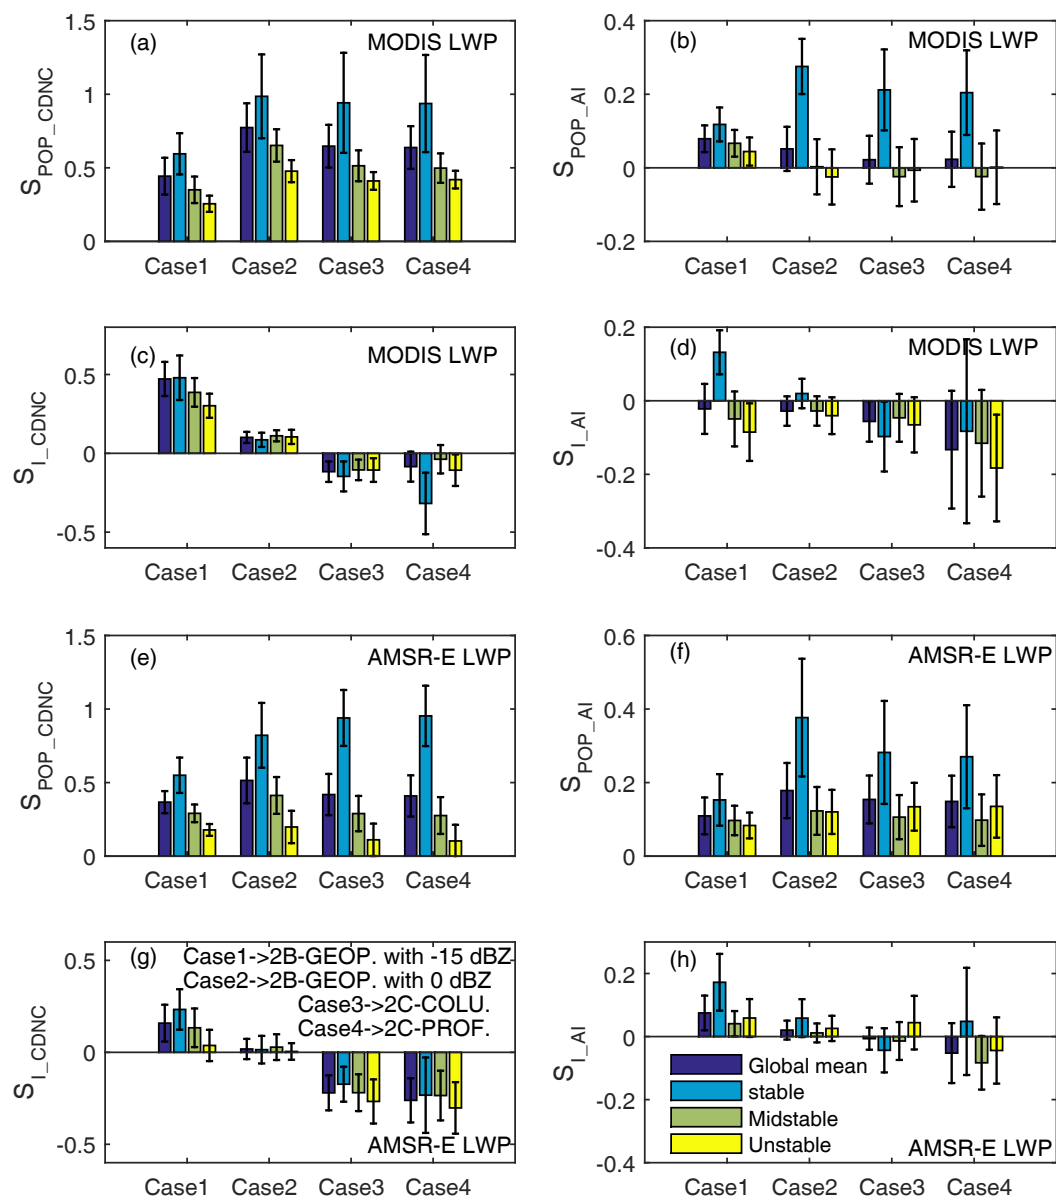 (a) MODIS LWP
S_POP_CDNC
1.5
1
0.5
0
Case1 Case2 Case3 Case4
(b) MODIS LWP
S_POP_AI
0.4
0.2
0
-0.2
Case1 Case2 Case3 Case4
(c) MODIS LWP
S_I_CDNC
0.5
0
-0.5
Case1 Case2 Case3 Case4
(d) MODIS LWP
S_I_AI
0.2
0
-0.2
-0.4
Case1 Case2 Case3 Case4
(e) AMSR-E LWP
S_POP_CDNC
1.5
1
0.5
0
Case1 Case2 Case3 Case4
(f) AMSR-E LWP
S_POP_AI
0.6
0.4
0.2
0
Case1 Case2 Case3 Case4
(g) Case1->2B-GEOP. with -15 dBZ
Case2->2B-GEOP. with 0 dBZ
Case3->2C-COLU.
Case4->2C-PROF.
S_I_CDNC
0.5
0
-0.5
AMSR-E LWP
Case1 Case2 Case3 Case4
(h)
S_I_AI
0.2
0
-0.2
-0.4
Global mean
stable
Midstable
Unstable
AMSR-E LWP
Case1 Case2 Case3 Case4